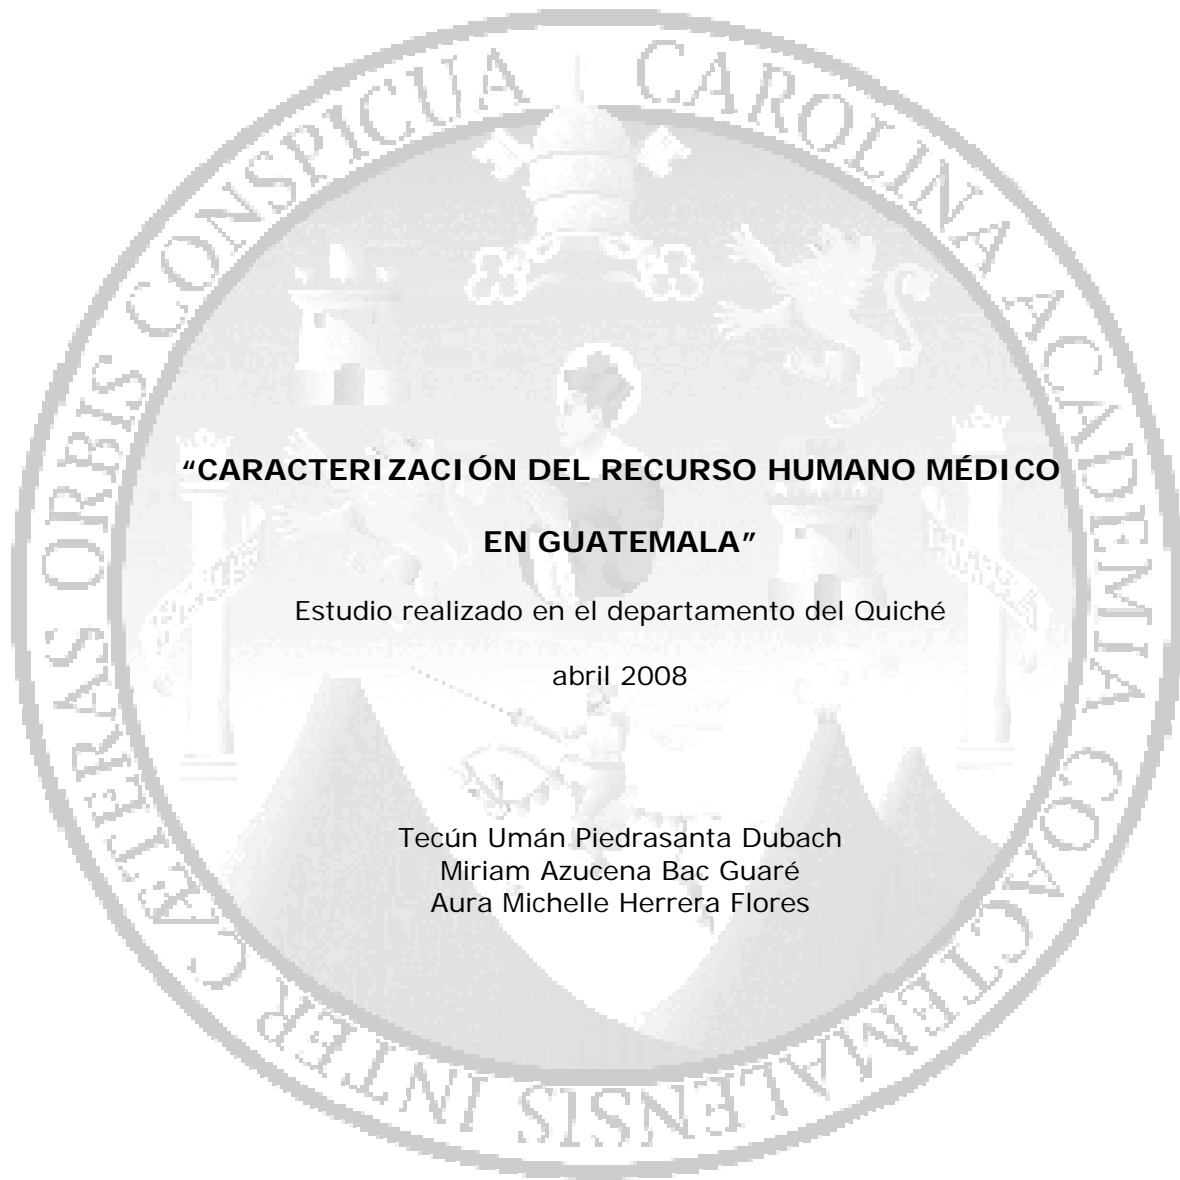 CAROLINA ACADEMIA COACTEMALENSIS INTER CÆTERAS ORBIS CONSPICUA
“CARACTERIZACIÓN DEL RECURSO HUMANO MÉDICO
EN GUATEMALA”
Estudio realizado en el departamento del Quiché
abril 2008
Tecún Umán Piedrasanta Dubach
Miriam Azucena Bac Guaré
Aura Michelle Herrera Flores